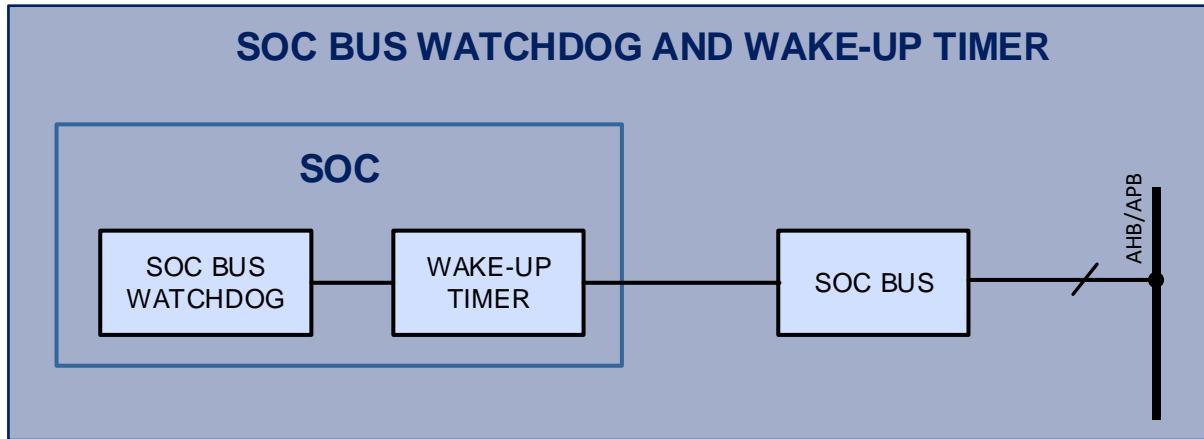 SOC BUS WATCHDOG AND WAKE-UP TIMER
SOC
SOC BUS
WATCHDOG
WAKE-UP
TIMER
SOC BUS
AHB/APB